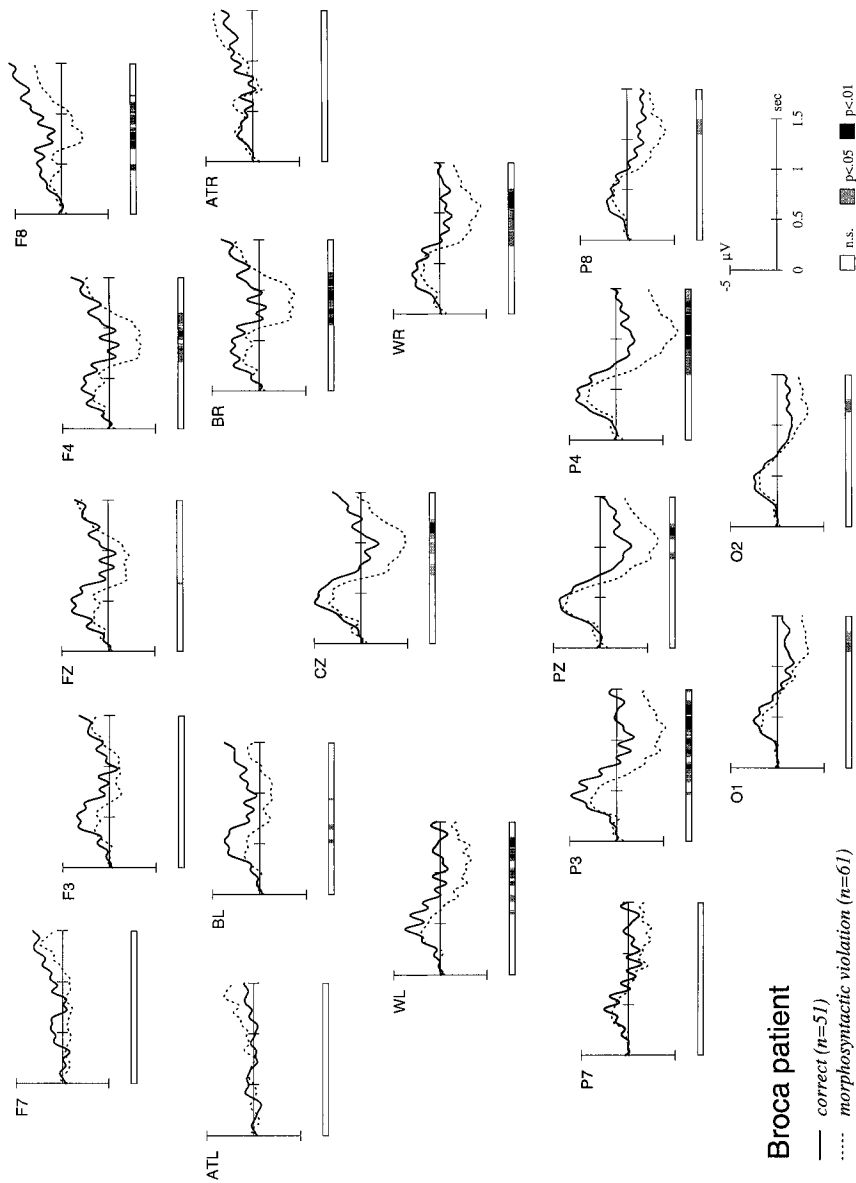 F7
F3
FZ
F4
F8
ATL
BL
BR
ATR
WL
CZ
WR
P7
P3
PZ
P4
P8
O1
O2
Broca patient
correct (n=51)
morphosyntactic violation (n=61)
-5 µV
0 0.5 1 1.5 sec
n.s. p<.05 p<.01